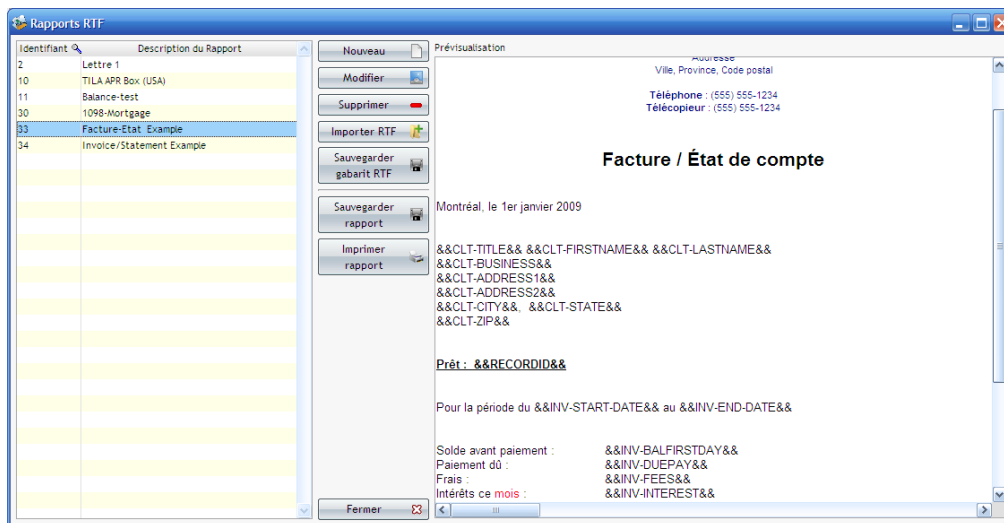 Rapports RTF
Identifiant Description du Rapport
2 Lettre 1
10 TILA APR Box (USA)
11 Balance-test
30 1098-Mortgage
33 Facture-Etat Example
34 Invoice/Statement Example
Nouveau
Modifier
Supprimer
Importer RTF
Sauvegarder
gabarit RTF
Sauvegarder
rapport
Imprimer
rapport
Fermer
Prévisualisation
Addresse
Ville, Province, Code postal
Téléphone : (555) 555-1234
Télécopieur : (555) 555-1234
Facture / État de compte
Montréal, le 1er janvier 2009
&&CLT-TITLE&& &&CLT-FIRSTNAME&& &&CLT-LASTNAME&&
&&CLT-BUSINESS&&
&&CLT-ADDRESS1&&
&&CLT-ADDRESS2&&
&&CLT-CITY&&, &&CLT-STATE&&
&&CLT-ZIP&&
Prêt : &&RECORDID&&
Pour la période du &&INV-START-DATE&& au &&INV-END-DATE&&
Solde avant paiement : &&INV-BALFIRSTDAY&&
Paiement dû : &&INV-DUEPAY&&
Frais : &&INV-FEES&&
Intérêts ce mois : &&INV-INTEREST&&